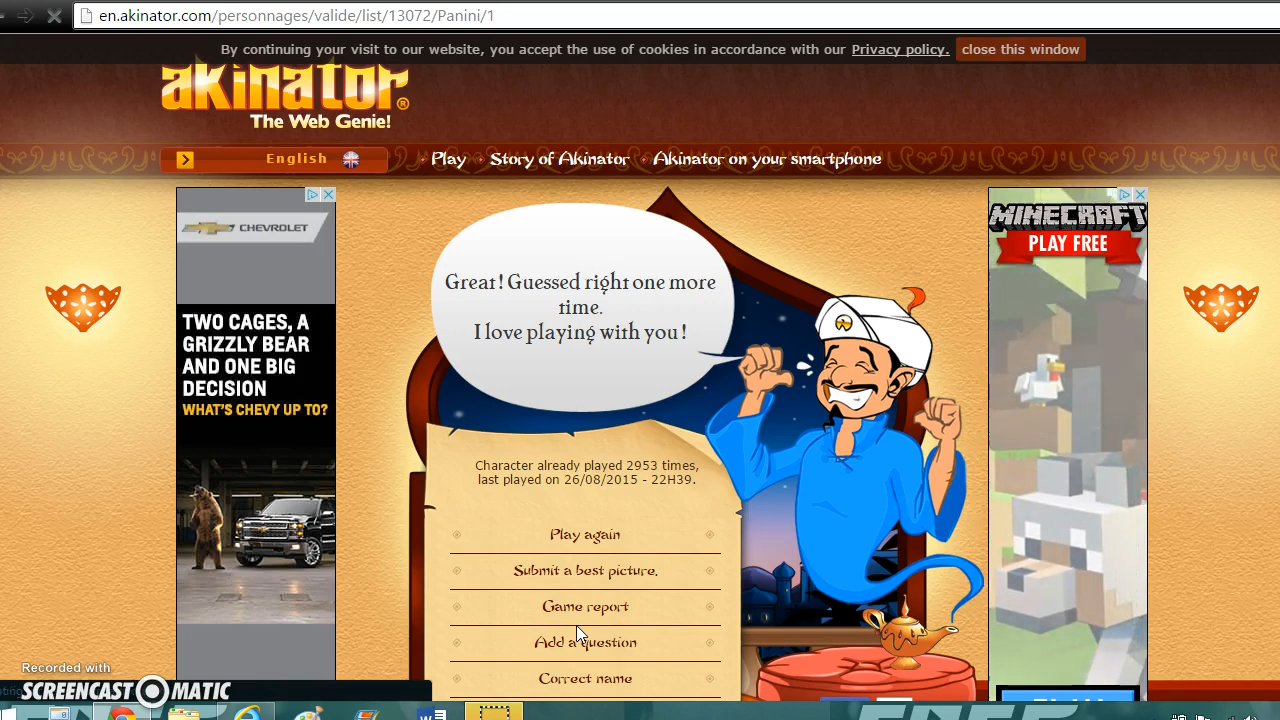 en.akinator.com/personnages/valide/list/13072/Panini/1
By continuing your visit to our website, you accept the use of cookies in accordance with our Privacy policy. close this window
akinator®
The Web Genie!
English
Play Story of Akinator Akinator on your smartphone
CHEVROLET
TWO CAGES, A
GRIZZLY BEAR
AND ONE BIG
DECISION
WHAT'S CHEVY UP TO?
Great! Guessed right one more
time.
I love playing with you!
Character already played 2953 times,
last played on 26/08/2015 - 22H39.
Play again
Submit a best picture.
Game report
Add a question
Correct name
MINECRAFT
PLAY FREE
Recorded with
SCREENCAST MATIC